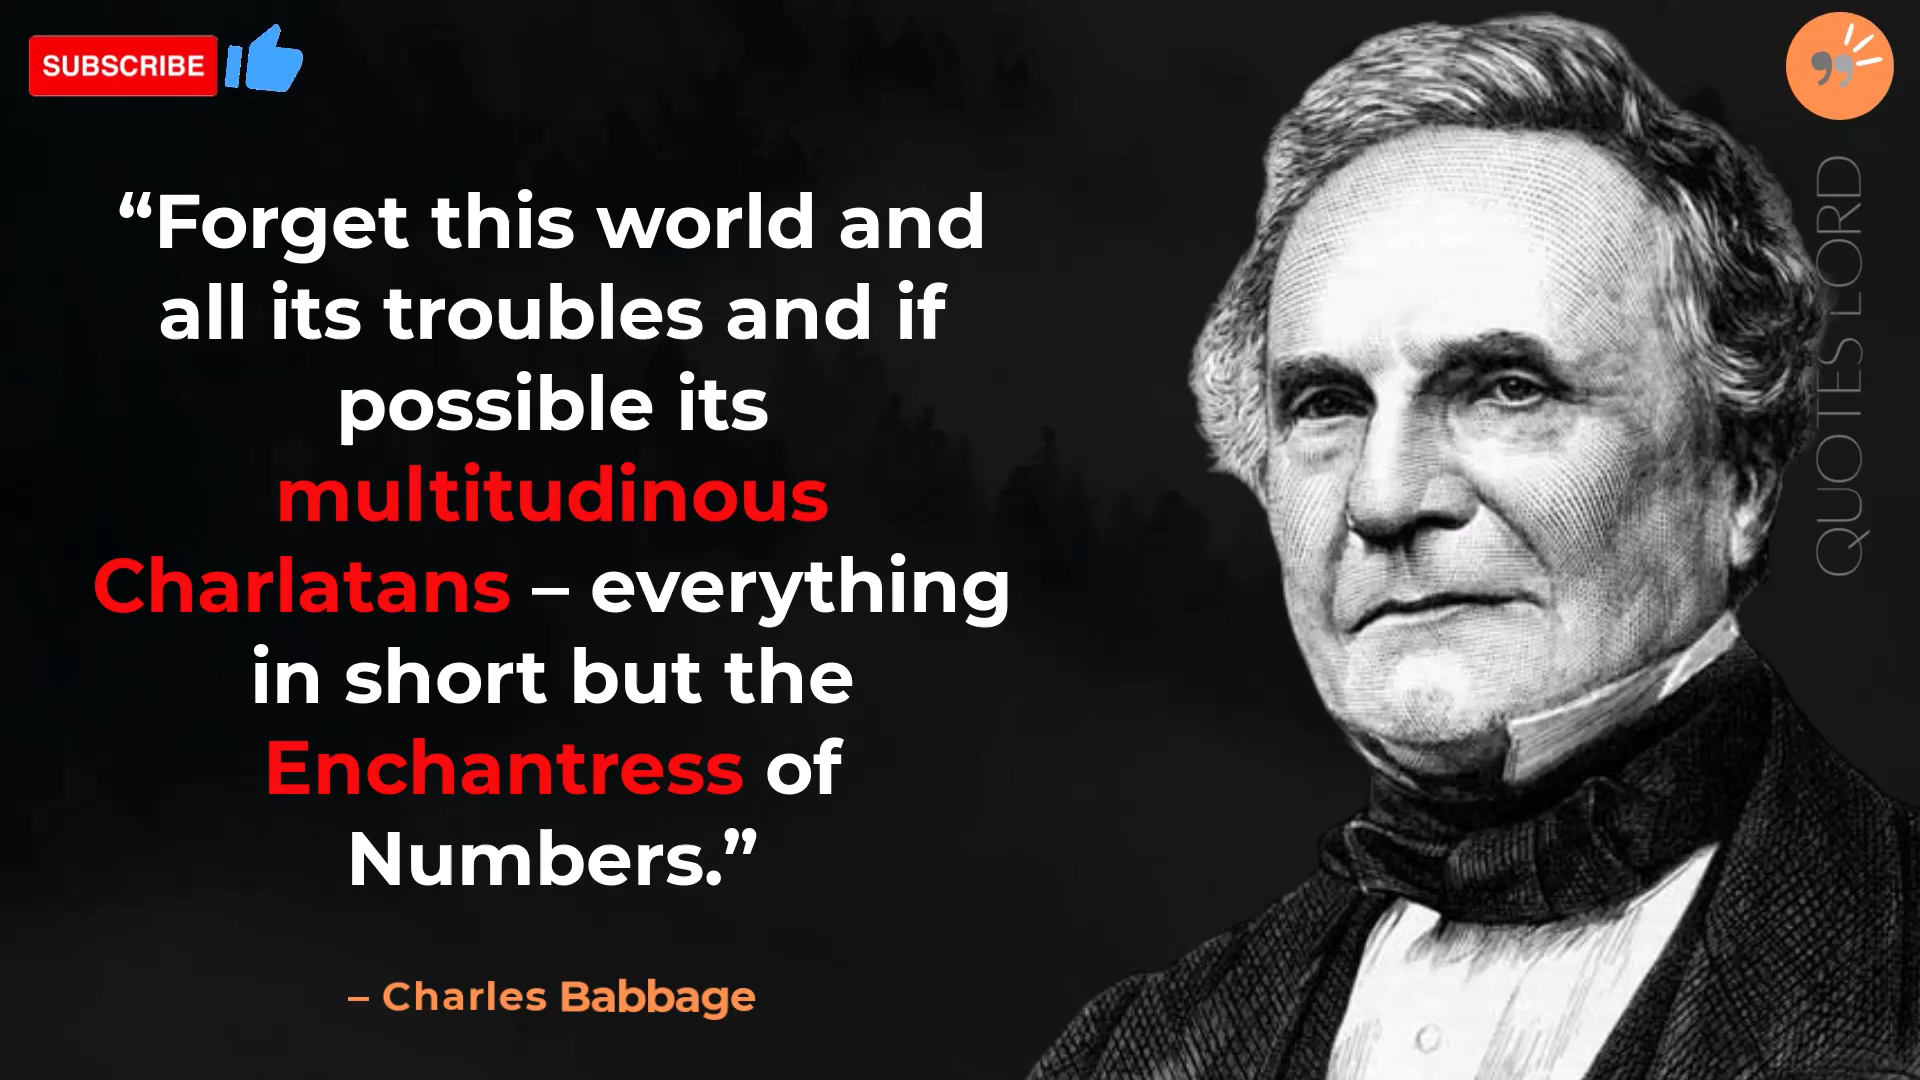 SUBSCRIBE
“Forget this world and
all its troubles and if
possible its
multitudinous
Charlatans – everything
in short but the
Enchantress of
Numbers.”
– Charles Babbage
QUOTES LORD